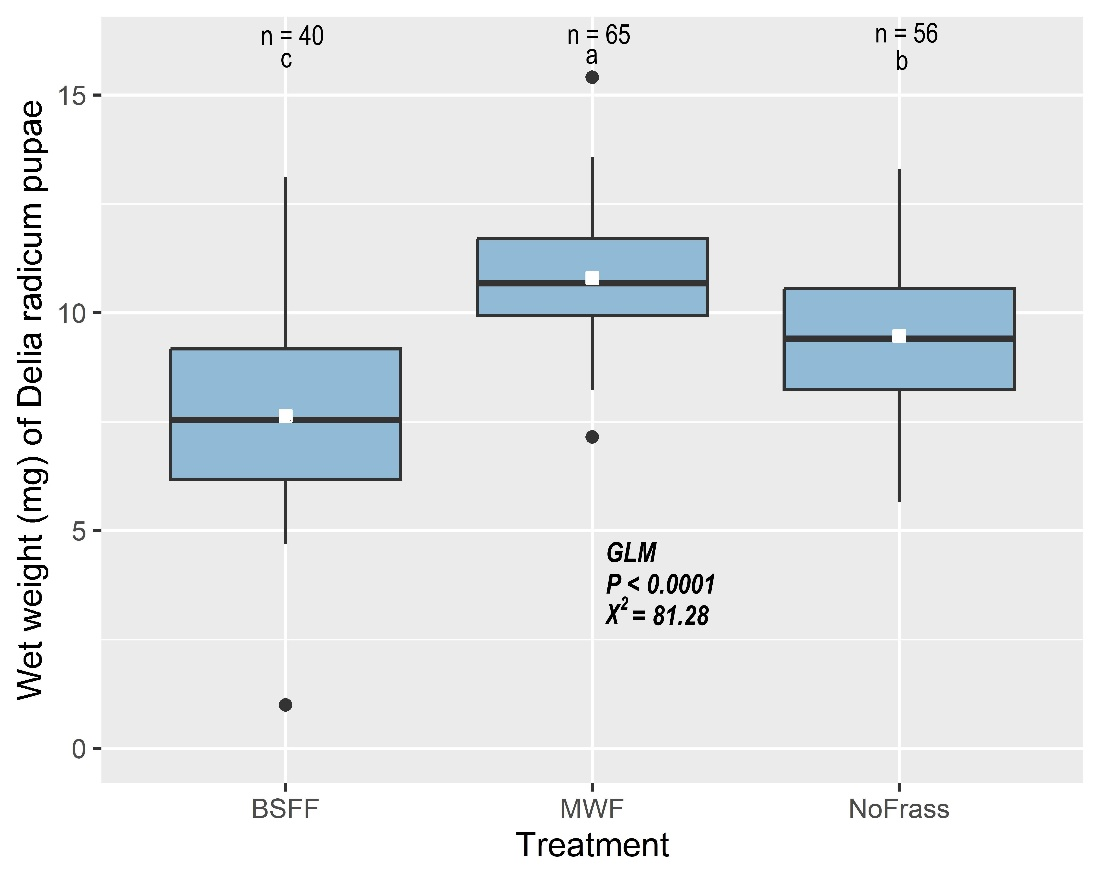 n = 40
c
n = 65
a
n = 56
b
Wet weight (mg) of Delia radicum pupae
15
10
5
0
GLM
P < 0.0001
X² = 81.28
BSFF
MWF
NoFrass
Treatment